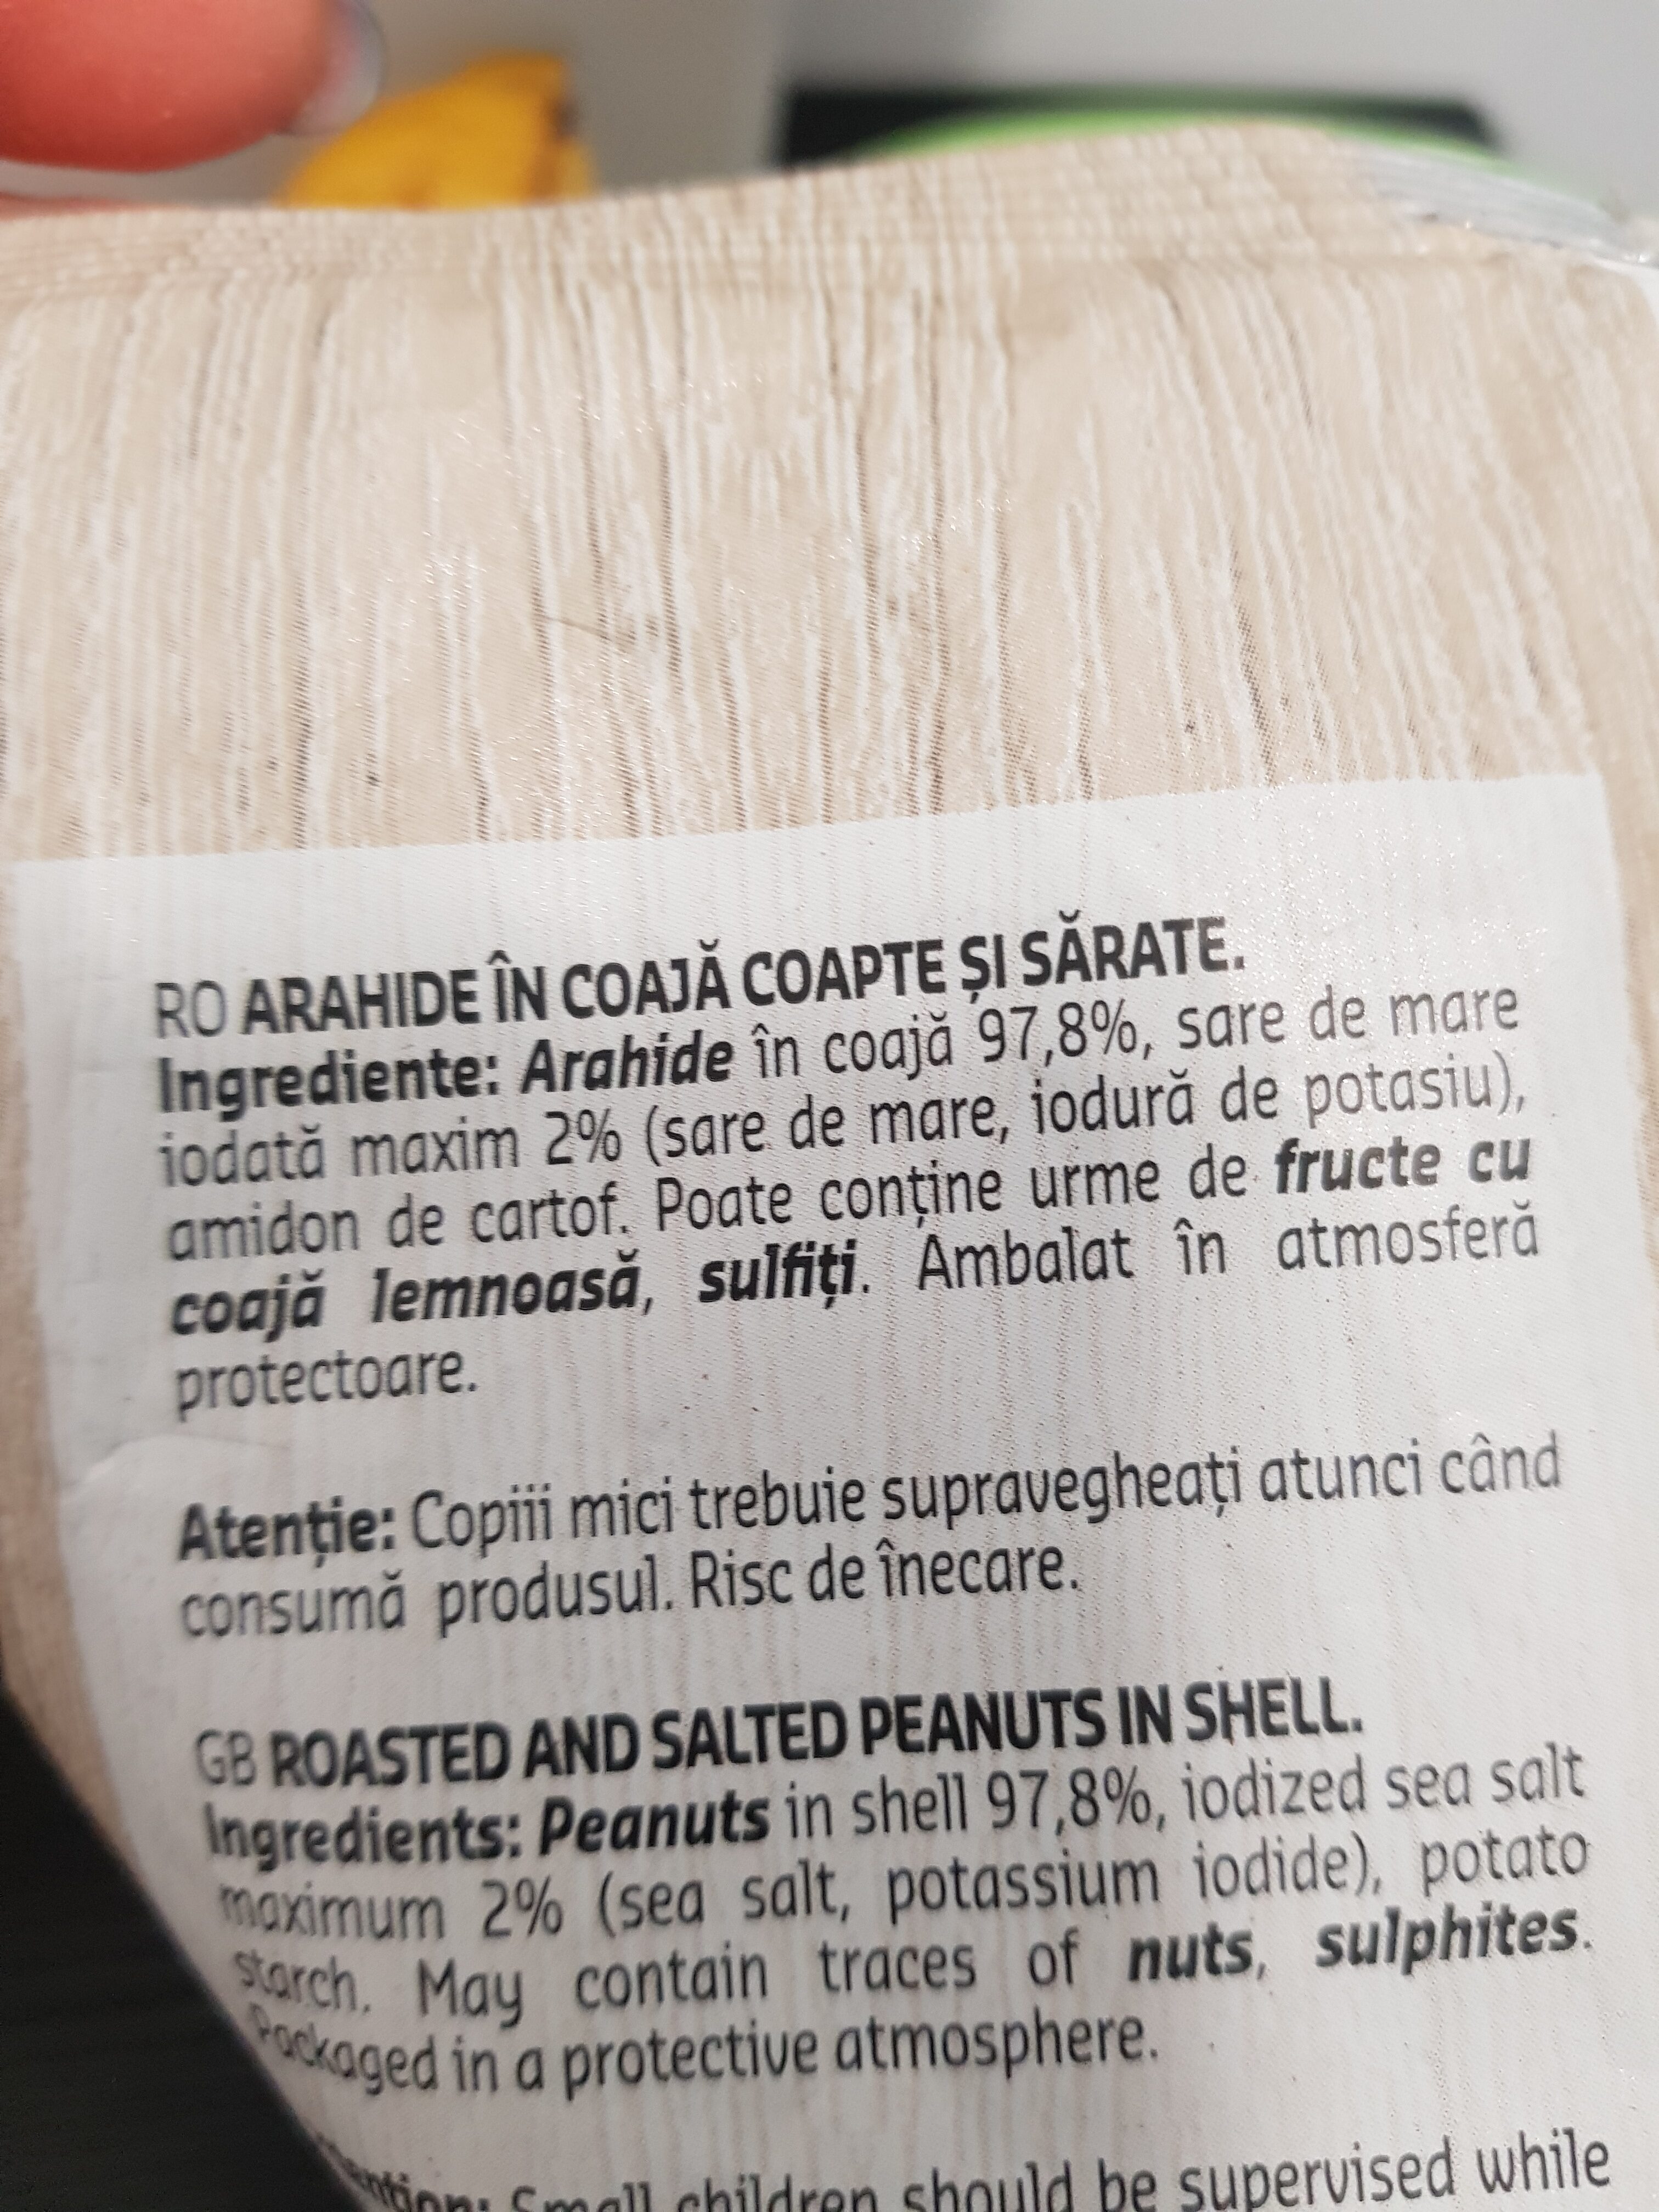 RO ARAHIDE ÎN COAJĂ COAPTE ȘI SĂRATE.
Ingrediente: Arahide în coajă 97,8%, sare de mare
iodată maxim 2% (sare de mare, iodură de potasiu),
amidon de cartof. Poate conține urme de fructe cu
coajă lemnoasă, sulfiți. Ambalat în atmosferă
protectoare.
Atenție: Copiii mici trebuie supravegheați atunci când
consumă produsul. Risc de înecare.
GB ROASTED AND SALTED PEANUTS IN SHELL.
Ingredients: Peanuts in shell 97,8%, iodized sea salt
maximum 2% (sea salt, potassium iodide), potato
starch. May contain traces of nuts, sulphites.
Packaged in a protective atmosphere.
Small children should be supervised while